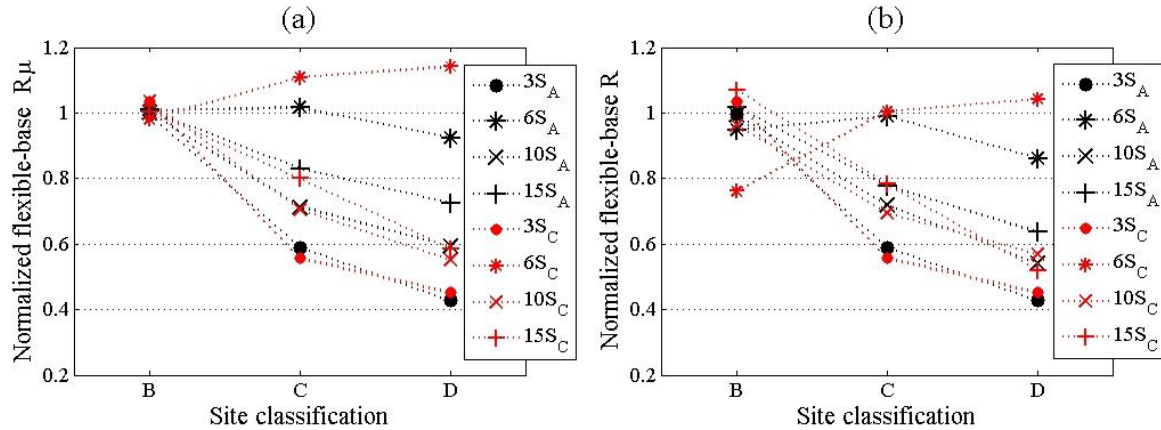 (a)
Normalized flexible-base Rμ
1.2
1
0.8
0.6
0.4
0.2
B C D
Site classification
3S_A
6S_A
10S_A
15S_A
3S_C
6S_C
10S_C
15S_C
(b)
Normalized flexible-base R
1.2
1
0.8
0.6
0.4
0.2
B C D
Site classification
3S_A
6S_A
10S_A
15S_A
3S_C
6S_C
10S_C
15S_C